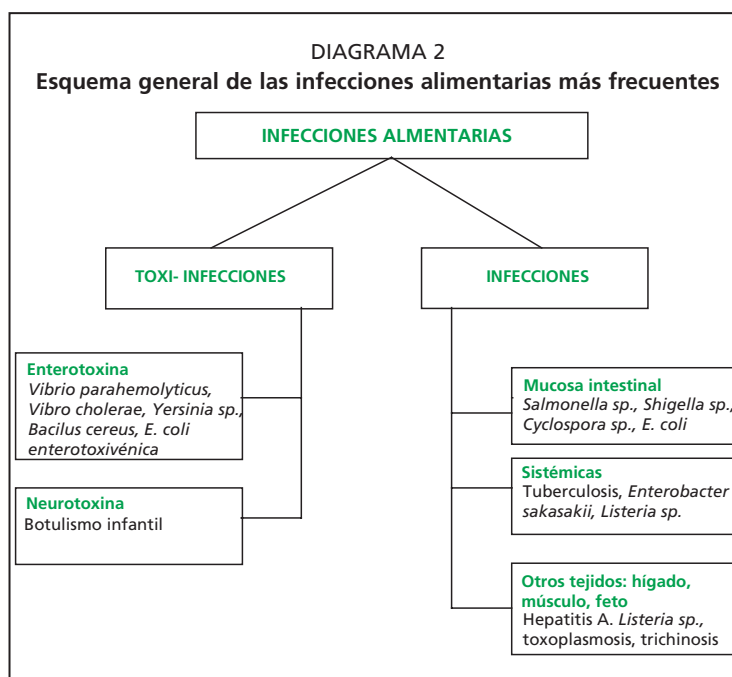 DIAGRAMA 2
Esquema general de las infecciones alimentarias más frecuentes
INFECCIONES ALMENTARIAS
TOXI- INFECCIONES
INFECCIONES
Enterotoxina
Vibrio parahemolyticus,
Vibro cholerae, Yersinia sp.,
Bacilus cereus, E. coli
enterotoxivénica
Neurotoxina
Botulismo infantil
Mucosa intestinal
Salmonella sp., Shigella sp.,
Cyclospora sp., E. coli
Sistémicas
Tuberculosis, Enterobacter
sakasakii, Listeria sp.
Otros tejidos: hígado,
músculo, feto
Hepatitis A. Listeria sp.,
toxoplasmosis, trichinosis